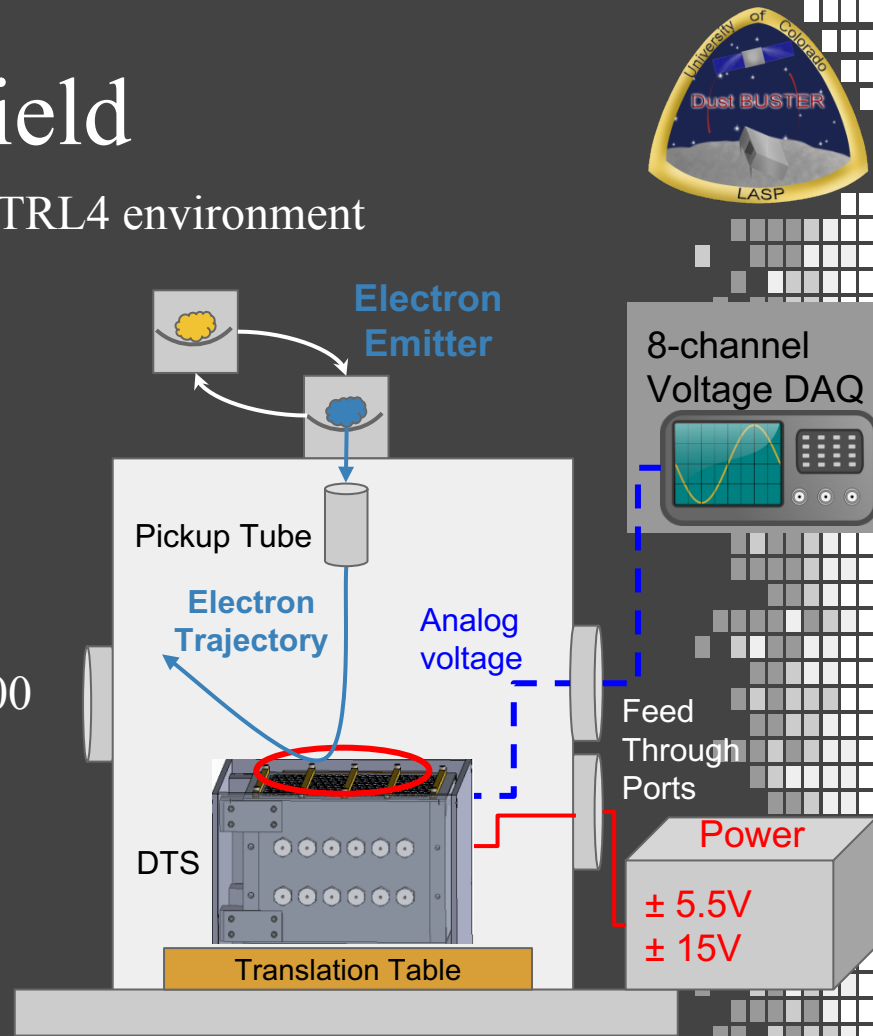 ield
TRL4 environment
University of Colorado
Dust BUSTER
LASP
Electron
Emitter
8-channel
Voltage DAQ
Pickup Tube
Electron
Trajectory
Analog
voltage
00
Feed
Through
Ports
DTS
Power
± 5.5V
± 15V
Translation Table